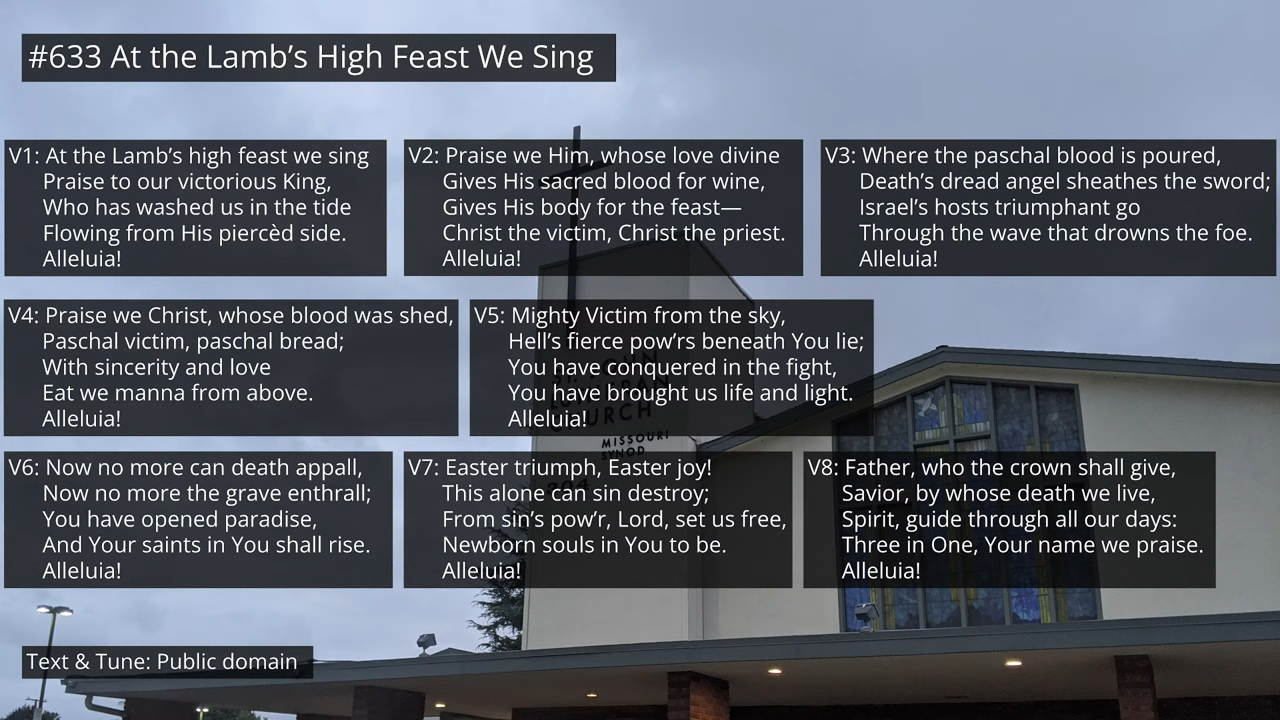 #633 At the Lamb’s High Feast We Sing
V1: At the Lamb’s high feast we sing
Praise to our victorious King,
Who has washed us in the tide
Flowing from His piercèd side.
Alleluia!
V2: Praise we Him, whose love divine
Gives His sacred blood for wine,
Gives His body for the feast—
Christ the victim, Christ the priest.
Alleluia!
V3: Where the paschal blood is poured,
Death’s dread angel sheathes the sword;
Israel’s hosts triumphant go
Through the wave that drowns the foe.
Alleluia!
V4: Praise we Christ, whose blood was shed,
Paschal victim, paschal bread;
With sincerity and love
Eat we manna from above.
Alleluia!
V5: Mighty Victim from the sky,
Hell’s fierce pow’rs beneath You lie;
You have conquered in the fight,
You have brought us life and light.
Alleluia!
CHURCH
MISSOURI
SYNOD
V6: Now no more can death appall,
Now no more the grave enthrall;
You have opened paradise,
And Your saints in You shall rise.
Alleluia!
V7: Easter triumph, Easter joy!
This alone can sin destroy;
From sin’s pow’r, Lord, set us free,
Newborn souls in You to be.
Alleluia!
V8: Father, who the crown shall give,
Savior, by whose death we live,
Spirit, guide through all our days:
Three in One, Your name we praise.
Alleluia!
Text & Tune: Public domain